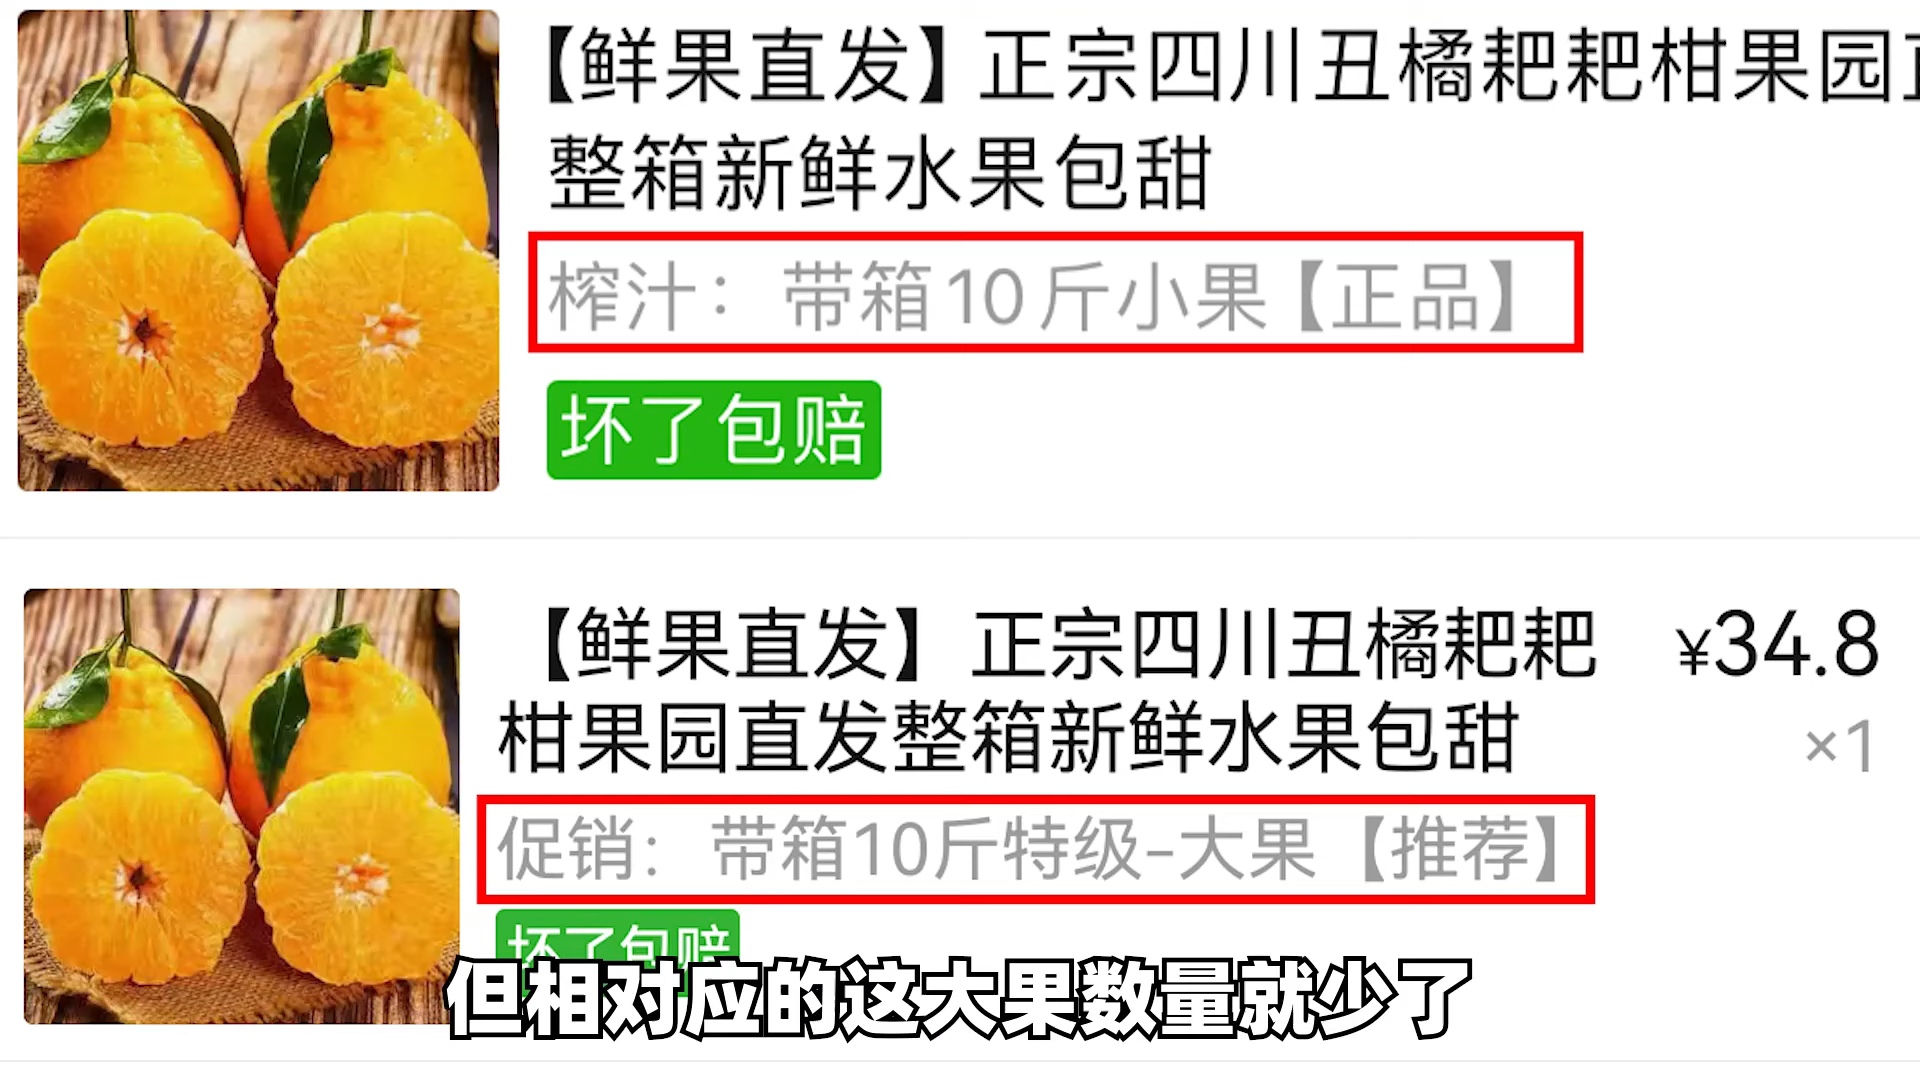 【鲜果直发】正宗四川丑橘耙耙柑果园
整箱新鲜水果包甜
榨汁：带箱10斤小果【正品】
坏了包赔
【鲜果直发】正宗四川丑橘耙耙
¥34.8
柑果园直发整箱新鲜水果包甜
×1
促销：带箱10斤特级-大果【推荐】
坏了包赔
但相对应的这大果数量就少了